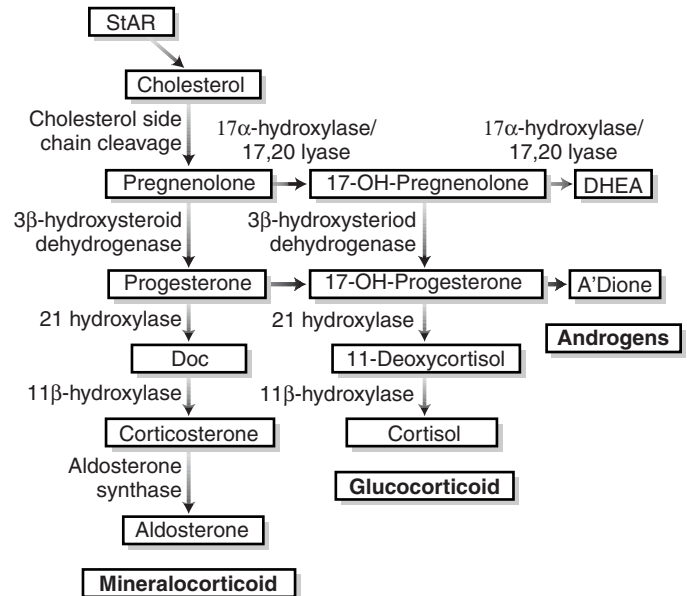 StAR
Cholesterol
Cholesterol side
chain cleavage
17α-hydroxylase/
17,20 lyase
17α-hydroxylase/
17,20 lyase
Pregnenolone
17-OH-Pregnenolone
DHEA
3β-hydroxysteroid
dehydrogenase
3β-hydroxysteriod
dehydrogenase
Progesterone
17-OH-Progesterone
A'Dione
21 hydroxylase
21 hydroxylase
Androgens
Doc
11-Deoxycortisol
11β-hydroxylase
11β-hydroxylase
Corticosterone
Cortisol
Aldosterone
synthase
Glucocorticoid
Aldosterone
Mineralocorticoid